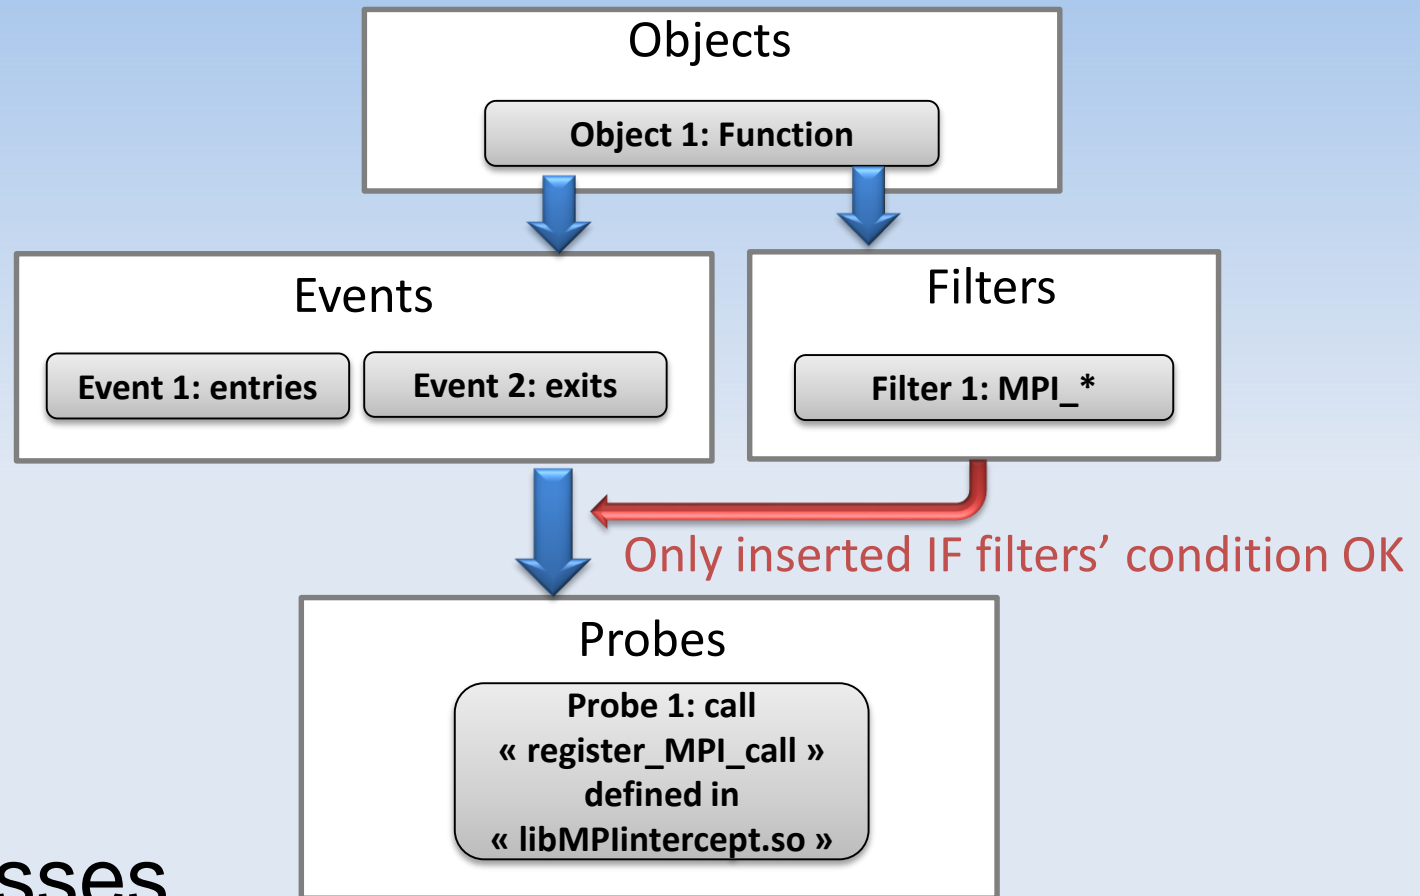 Objects
Object 1: Function
Events
Event 1: entries
Event 2: exits
Filters
Filter 1: MPI_*
Only inserted IF filters’ condition OK
Probes
Probe 1: call
« register_MPI_call »
defined in
« libMPIintercept.so »